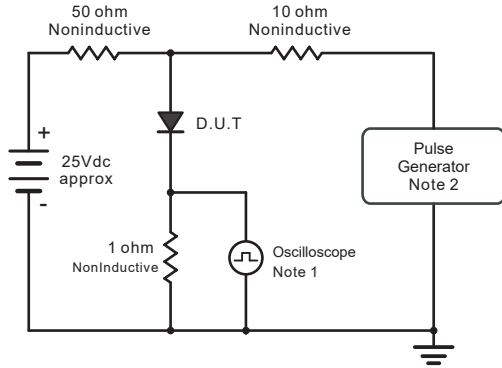 50 ohm
Noninductive
10 ohm
Noninductive
D.U.T
+
25Vdc
approx
-
Pulse
Generator
Note 2
1 ohm
NonInductive
Oscilloscope
Note 1